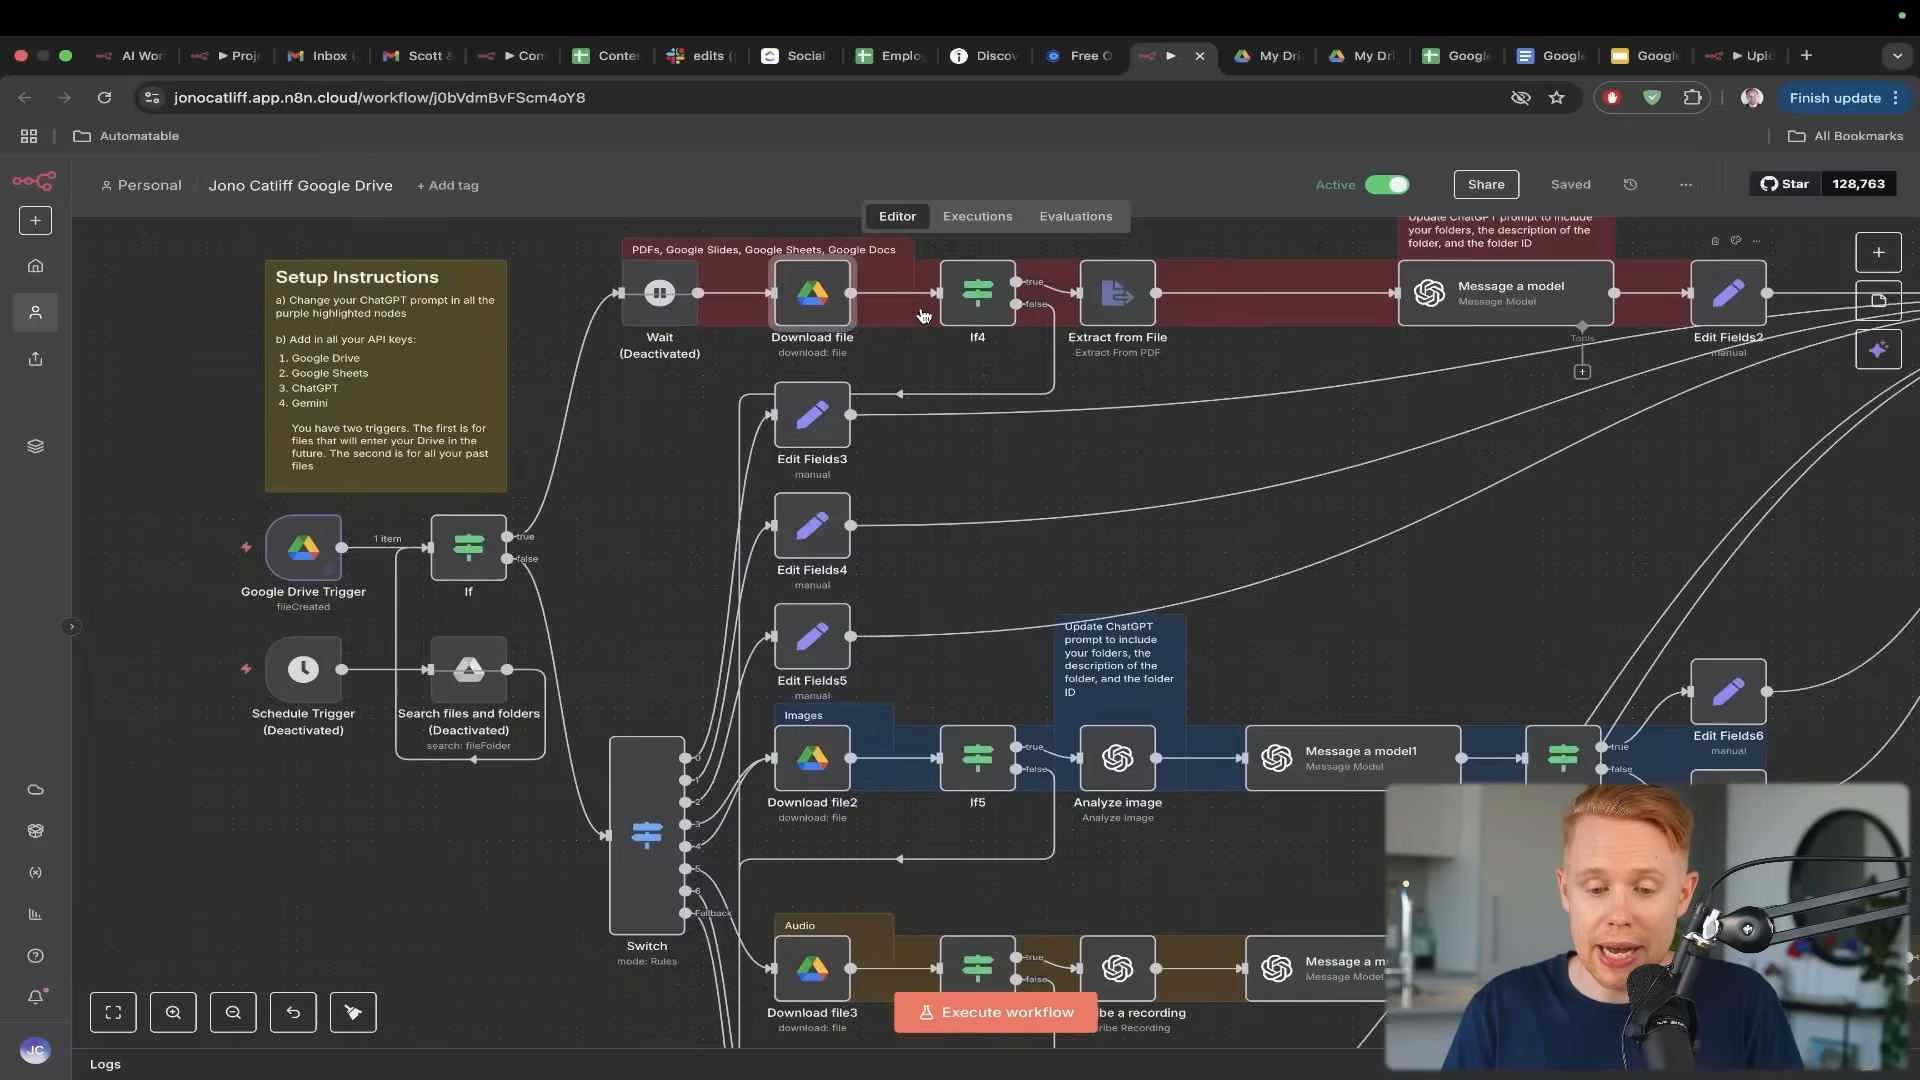 AI Wor
Proj
Inbox (
Scott &
Con
Conte
edits (
Social
Emplo
Discov
Free O
My Dri
My Dri
Google
Google
Google
Uplo
jonocatliff.app.n8n.cloud/workflow/j0bVdmBvFScm4oY8
Finish update
Automatable
All Bookmarks
Personal / Jono Catliff Google Drive + Add tag
Active
Share
Saved
Star 128,763
Editor
Executions
Evaluations
Update ChatGPT prompt to include
your folders, the description of the
folder, and the folder ID
PDFs, Google Slides, Google Sheets, Google Docs
Setup Instructions
a) Change your ChatGPT prompt in all the
purple highlighted nodes
b) Add in all your API keys:
1. Google Drive
2. Google Sheets
3. ChatGPT
4. Gemini
You have two triggers. The first is for
files that will enter your Drive in the
future. The second is for all your past
files
Wait
(Deactivated)
Download file
download: file
true
false
If4
Extract from File
Extract From PDF
Message a model
Message Model
Tools
Edit Fields2
manual
Edit Fields3
manual
Edit Fields4
manual
Edit Fields5
manual
Google Drive Trigger
fileCreated
1 item
true
false
If
Schedule Trigger
(Deactivated)
Search files and folders
(Deactivated)
search: fileFolder
Update ChatGPT
prompt to include
your folders, the
description of the
folder, and the folder
ID
Images
Download file2
download: file
true
false
If5
Analyze image
Analyze Image
Message a model1
Message Model
true
false
Edit Fields6
manual
0
1
2
3
4
5
6
Fallback
Switch
mode: Rules
Audio
Download file3
download: file
true
false
be a recording
ribe Recording
Message a m
Message Model
Execute workflow
JC
Logs